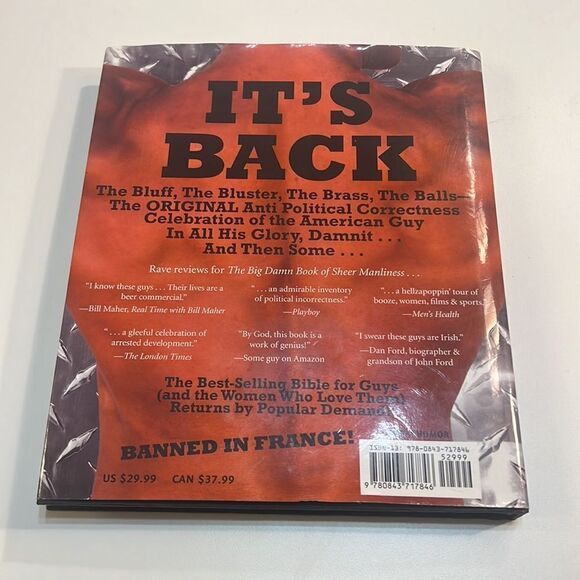 IT'S
BACK
The Bluff, The Bluster, The Brass, The Balls—
The ORIGINAL Anti Political Correctness
Celebration of the American Guy
In All His Glory, Damnit . . .
And Then Some . . .
Rave reviews for The Big Damn Book of Sheer Manliness . . .
"I know these guys . . . Their lives are a
beer commercial."
—Bill Maher, Real Time with Bill Maher
". . . an admirable inventory
of political incorrectness."
—Playboy
". . . a hellzapoppin' tour of
booze, women, films & sports."
—Men's Health
". . . a gleeful celebration of
arrested development."
—The London Times
"By God, this book is a
work of genius!"
—Some guy on Amazon
"I swear these guys are Irish."
—Dan Ford, biographer &
grandson of John Ford
The Best-Selling Bible for Guys
(and the Women Who Love Them)
Returns by Popular Demand!
BANNED IN FRANCE!
HUMOR
ISBN-13: 978-0843-717846
52999
9 780843 717846
US $29.99 CAN $37.99